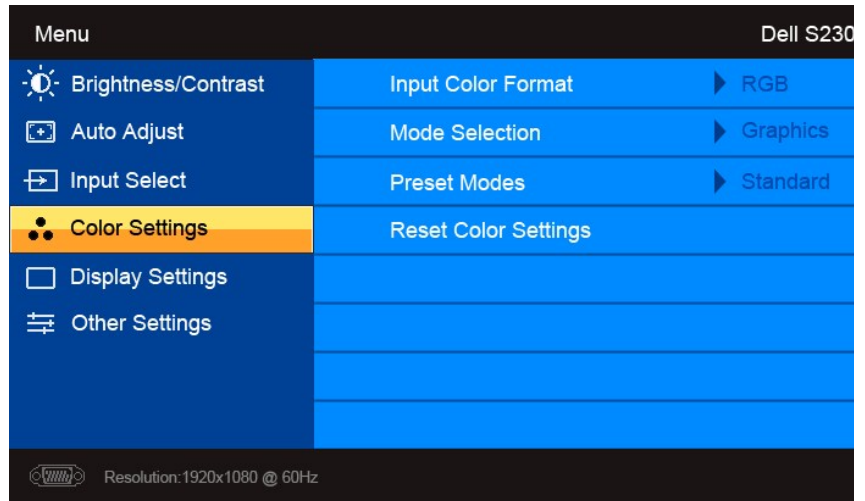 Menu
Dell S230
Brightness/Contrast
Auto Adjust
Input Select
Color Settings
Display Settings
Other Settings
Input Color Format
RGB
Mode Selection
Graphics
Preset Modes
Standard
Reset Color Settings
Resolution:1920x1080 @ 60Hz